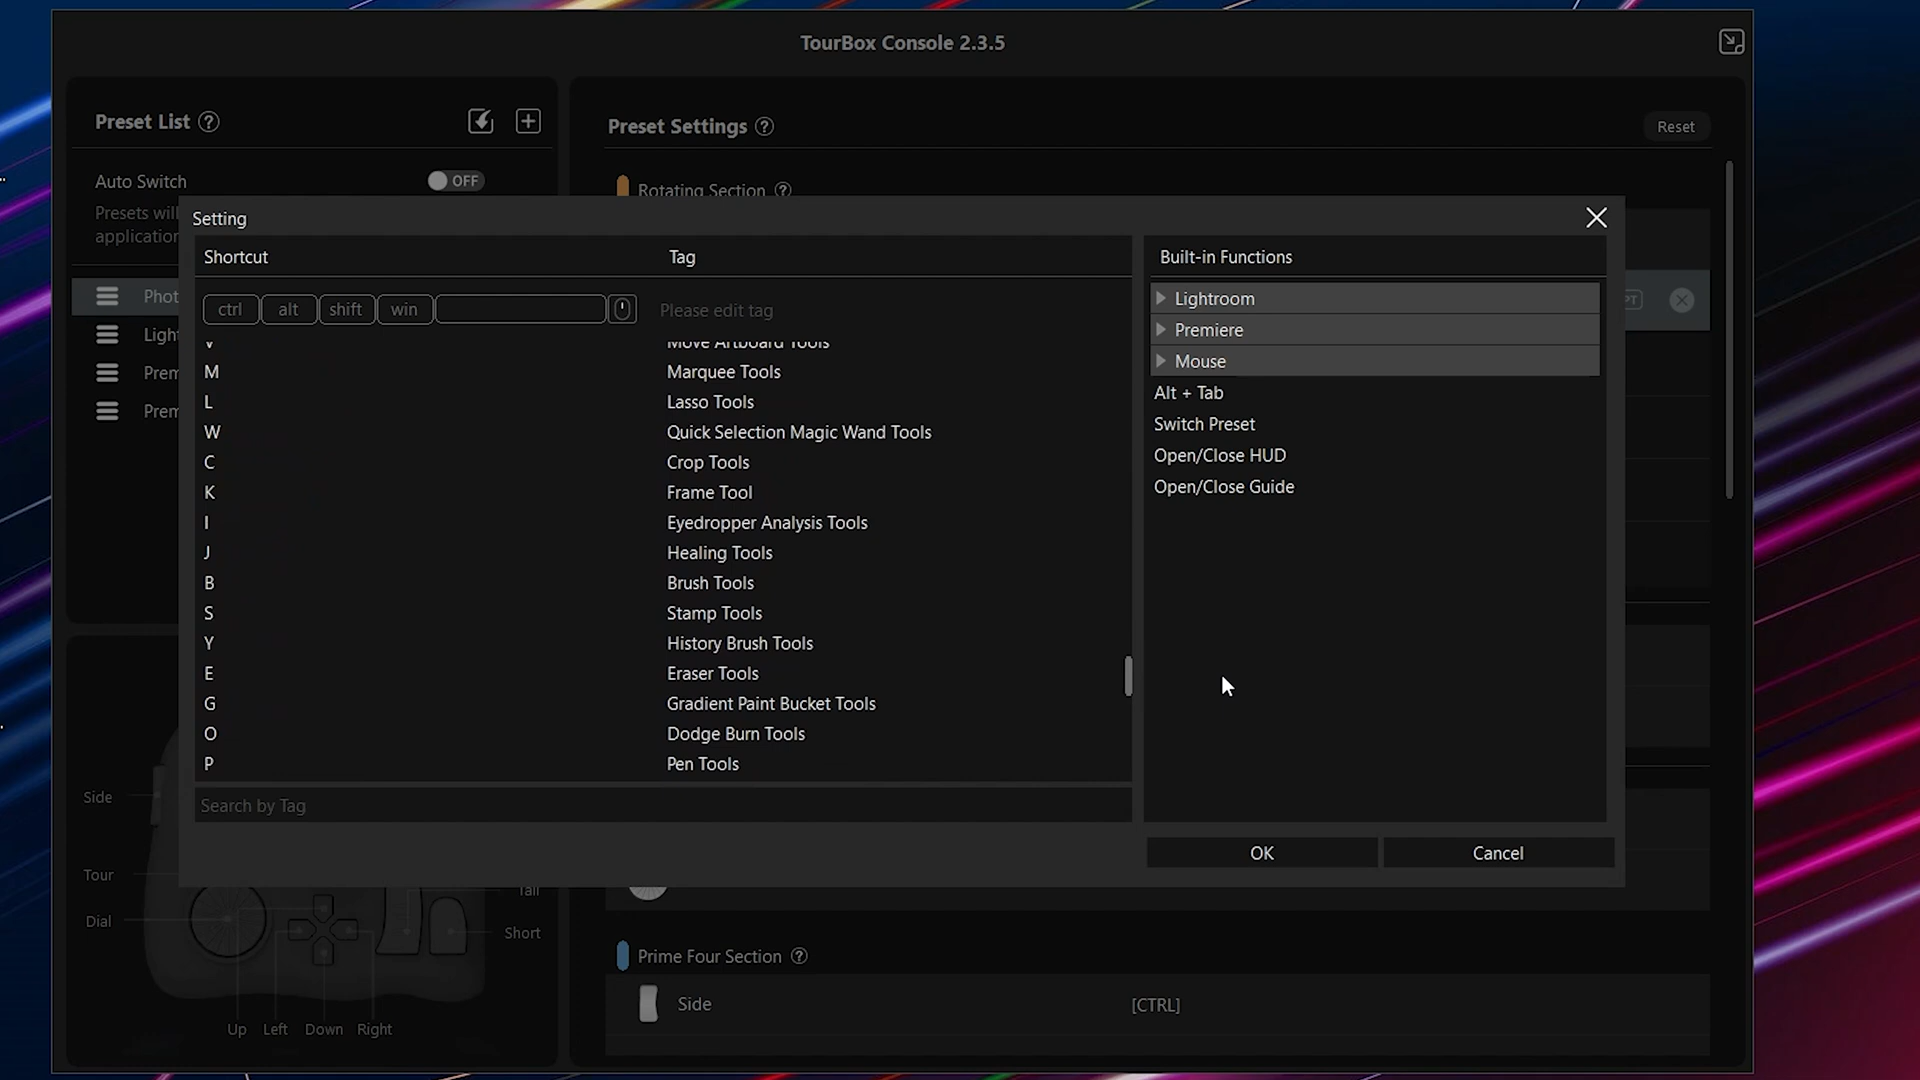 TourBox Console 2.3.5
Preset List ?
Auto Switch
OFF
Presets will
application
Phot
Light
Prem
Prem
Preset Settings ?
Reset
Rotating Section ?
Setting
Shortcut Tag
ctrl alt shift win
Please edit tag
V Move Artboard Tools
M Marquee Tools
L Lasso Tools
W Quick Selection Magic Wand Tools
C Crop Tools
K Frame Tool
I Eyedropper Analysis Tools
J Healing Tools
B Brush Tools
S Stamp Tools
Y History Brush Tools
E Eraser Tools
G Gradient Paint Bucket Tools
O Dodge Burn Tools
P Pen Tools
Search by Tag
Built-in Functions
Lightroom
Premiere
Mouse
Alt + Tab
Switch Preset
Open/Close HUD
Open/Close Guide
OK
Cancel
Side
Tour
Dial
Tall
Short
Up Left Down Right
Prime Four Section ?
Side [CTRL]